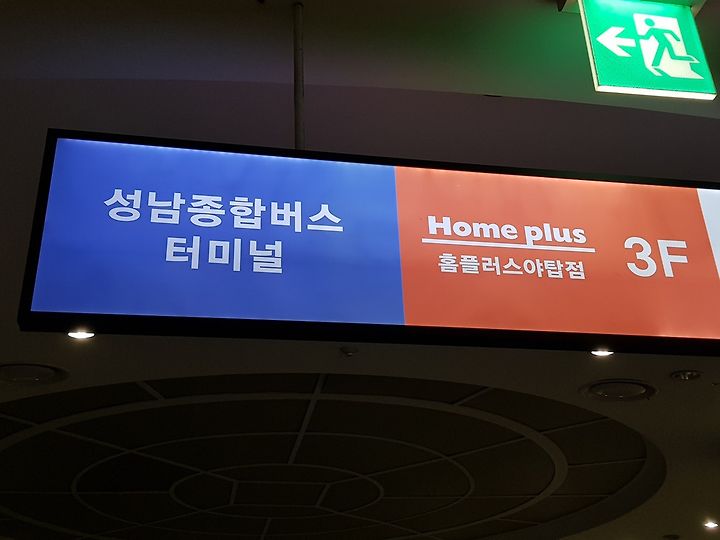 성남종합버스
터미널
Home plus
홈플러스야탑점
3F